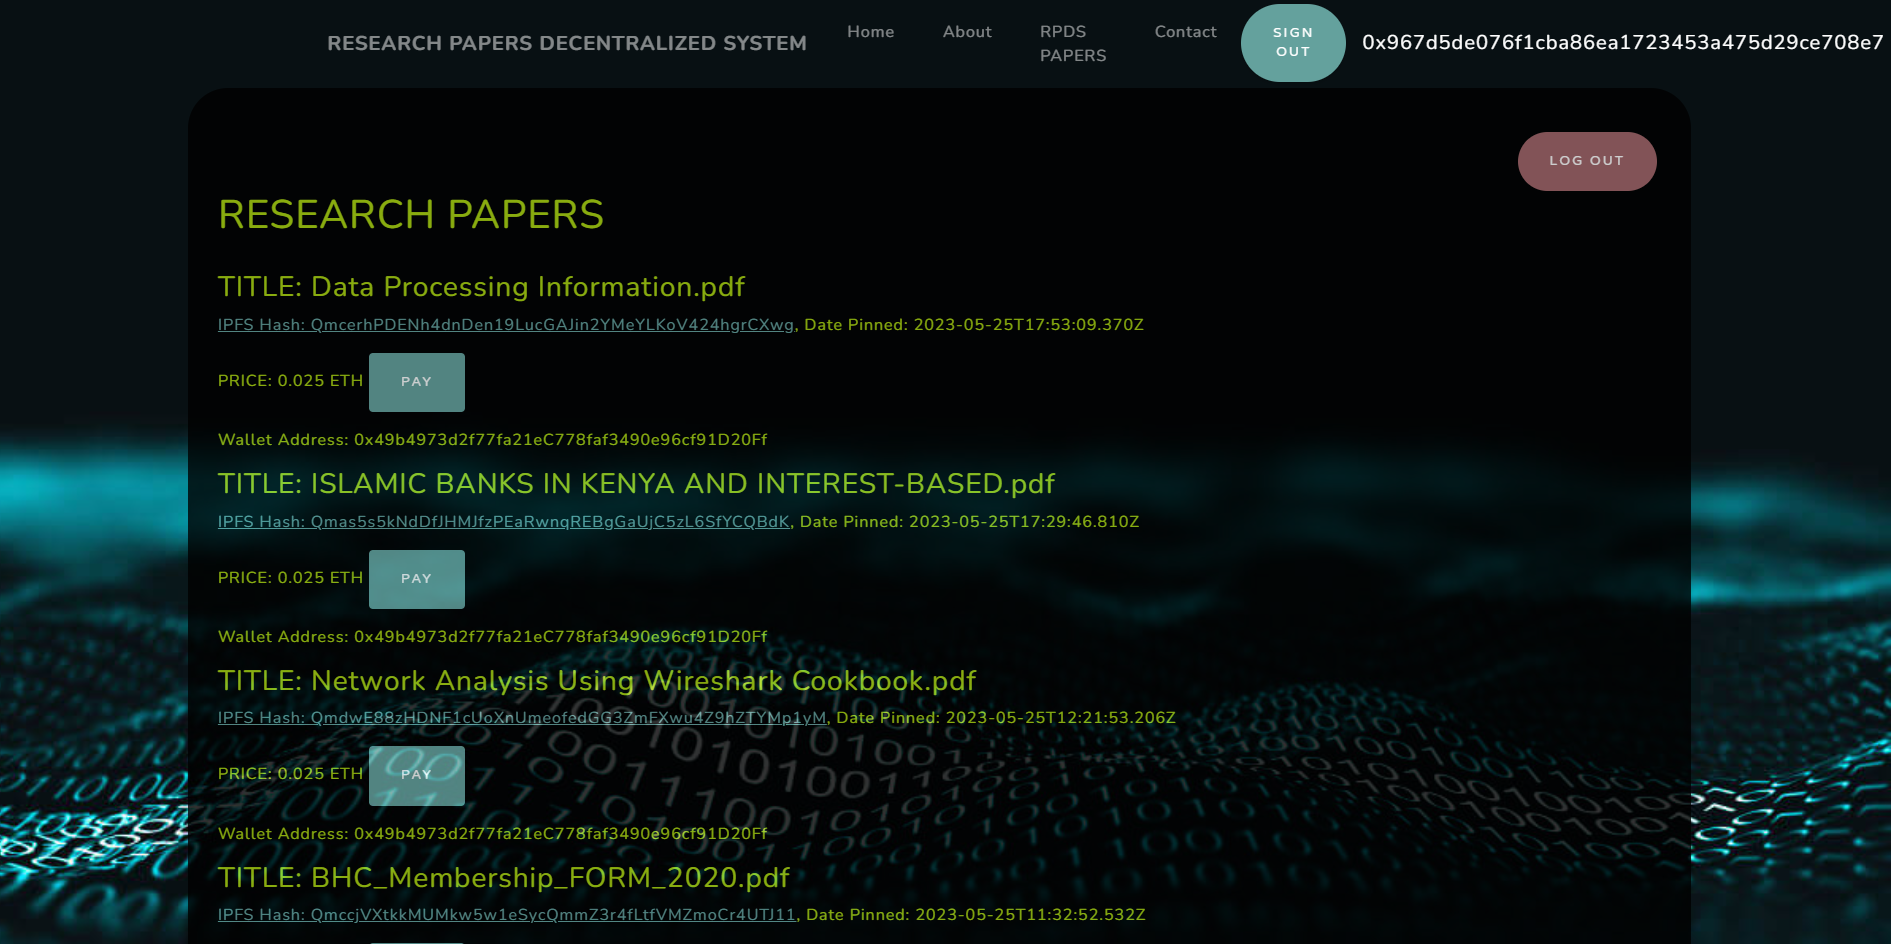 RESEARCH PAPERS DECENTRALIZED SYSTEM
Home
About
RPDS
PAPERS
Contact
SIGN
OUT
0x967d5de076f1cba86ea1723453a475d29ce708e7
LOG OUT
RESEARCH PAPERS
TITLE: Data Processing Information.pdf
IPFS Hash: QmcerhPDENh4dnDen19LucGAJin2YMeYLKoV424hgrCXwg, Date Pinned: 2023-05-25T17:53:09.370Z
PRICE: 0.025 ETH PAY
Wallet Address: 0x49b4973d2f77fa21eC778faf3490e96cf91D20Ff
TITLE: ISLAMIC BANKS IN KENYA AND INTEREST-BASED.pdf
IPFS Hash: Qmas5s5kNdDfJHMJfzPEaRwnqREBgGaUjC5zL6SfYCQBdK, Date Pinned: 2023-05-25T17:29:46.810Z
PRICE: 0.025 ETH PAY
Wallet Address: 0x49b4973d2f77fa21eC778faf3490e96cf91D20Ff
TITLE: Network Analysis Using Wireshark Cookbook.pdf
IPFS Hash: QmdwE88zHDNF1cUoXnUmeofedGG3ZmFXwu4Z9hZTYMp1yM, Date Pinned: 2023-05-25T12:21:53.206Z
PRICE: 0.025 ETH PAY
Wallet Address: 0x49b4973d2f77fa21eC778faf3490e96cf91D20Ff
TITLE: BHC_Membership_FORM_2020.pdf
IPFS Hash: QmccjVXtkkMUMkw5w1eSycQmmZ3r4fLtfVMZmoCr4UTJ11, Date Pinned: 2023-05-25T11:32:52.532Z